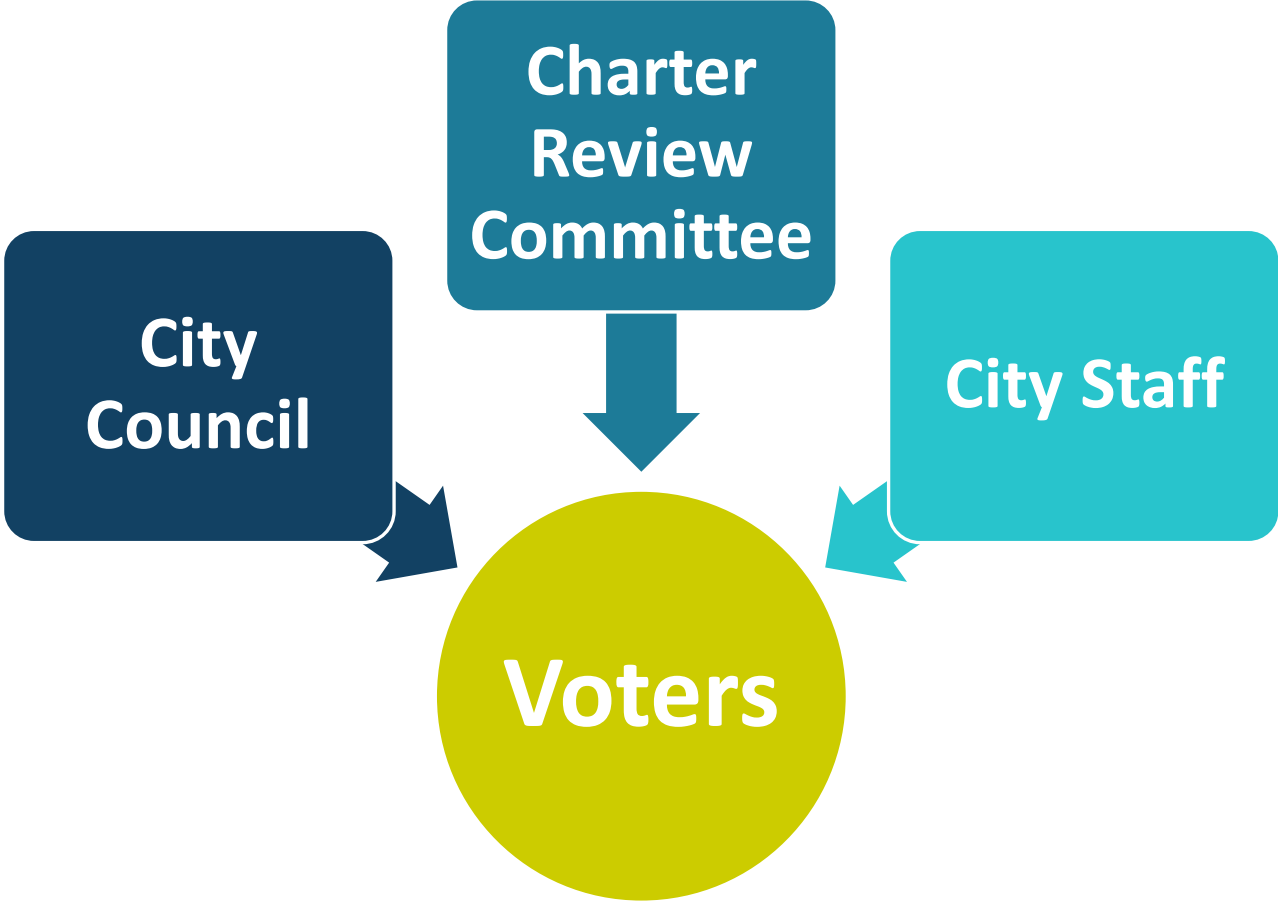 Charter
Review
Committee
City
Council
City Staff
Voters